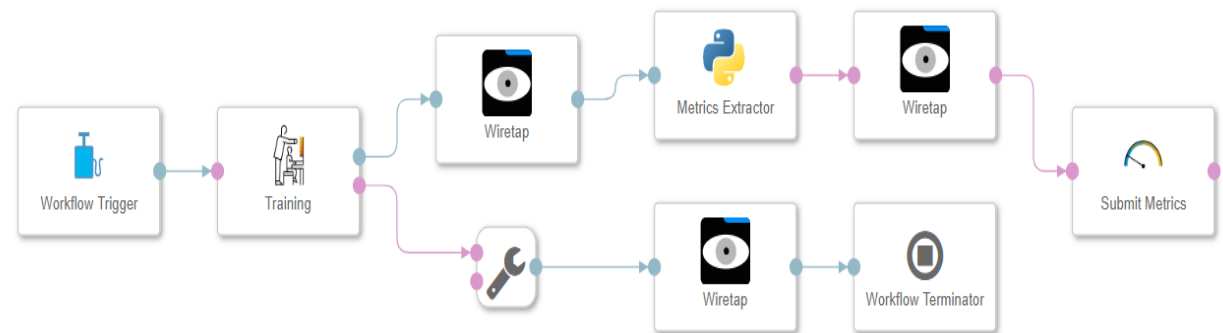 Wiretap
Metrics Extractor
Wiretap
Workflow Trigger
Training
Submit Metrics
Wiretap
Workflow Terminator